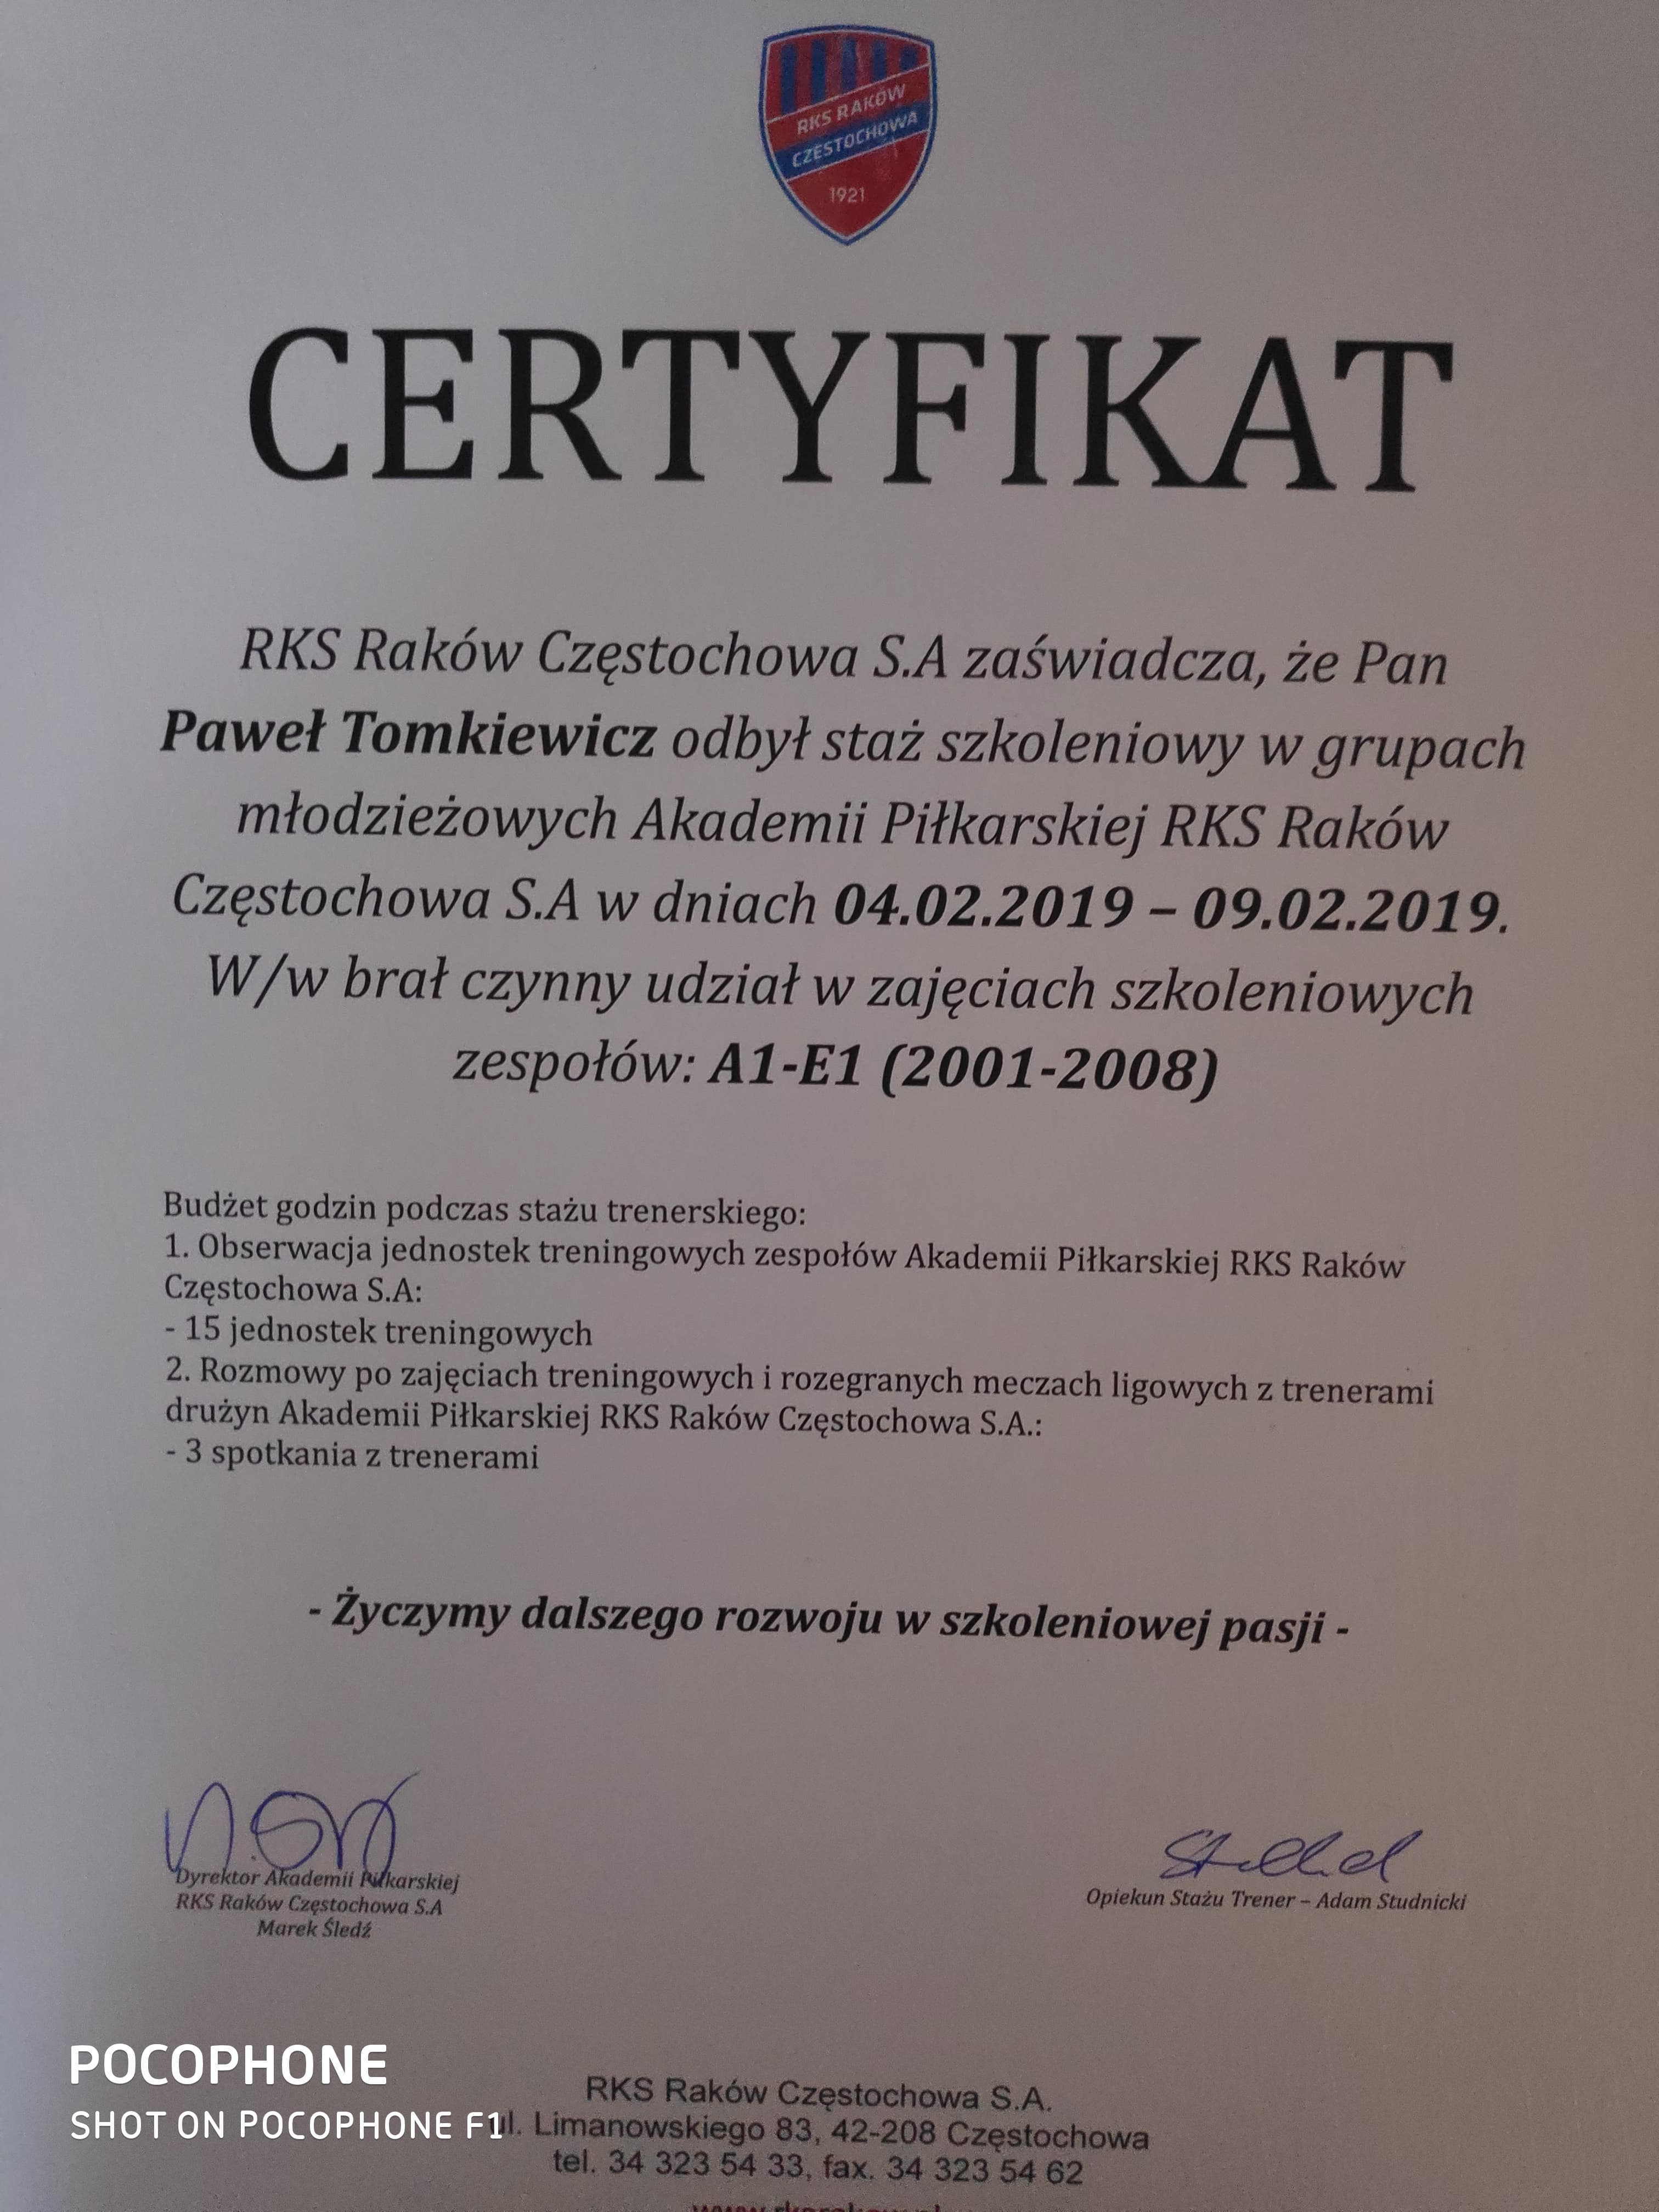 RKS RAKÓW
CZĘSTOCHOWA
1921
CERTYFIKAT
RKS Raków Częstochowa S.A zaświadcza, że Pan
Paweł Tomkiewicz odbył staż szkoleniowy w grupach
młodzieżowych Akademii Piłkarskiej RKS Raków
Częstochowa S.A w dniach 04.02.2019 – 09.02.2019.
W/w brał czynny udział w zajęciach szkoleniowych
zespołów: A1-E1 (2001-2008)
Budżet godzin podczas stażu trenerskiego:
1. Obserwacja jednostek treningowych zespołów Akademii Piłkarskiej RKS Raków
Częstochowa S.A:
- 15 jednostek treningowych
2. Rozmowy po zajęciach treningowych i rozegranych meczach ligowych z trenerami
drużyn Akademii Piłkarskiej RKS Raków Częstochowa S.A.:
- 3 spotkania z trenerami
- Życzymy dalszego rozwoju w szkoleniowej pasji -
Dyrektor Akademii Piłkarskiej
RKS Raków Częstochowa S.A
Marek Śledź
Opiekun Stażu Trener – Adam Studnicki
POCOPHONE
SHOT ON POCOPHONE F1
RKS Raków Częstochowa S.A.
ul. Limanowskiego 83, 42-208 Częstochowa
tel. 34 323 54 33, fax. 34 323 54 62